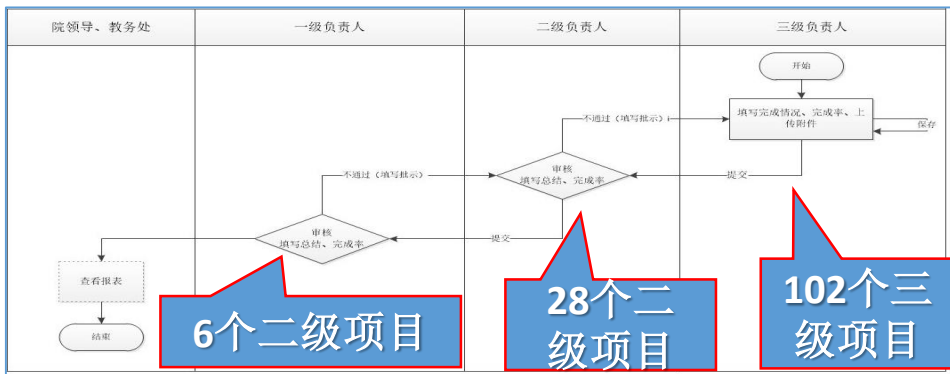 院领导、教务处
一级负责人
二级负责人
三级负责人
开始
填写完成情况、完成率、上
传附件
保存
不通过（填写批示）
提交
审核
填写总结、完成率
不通过（填写批示）
提交
审核
填写总结、完成率
查看报表
结束
6个二级项目
28个二
级项目
102个三
级项目